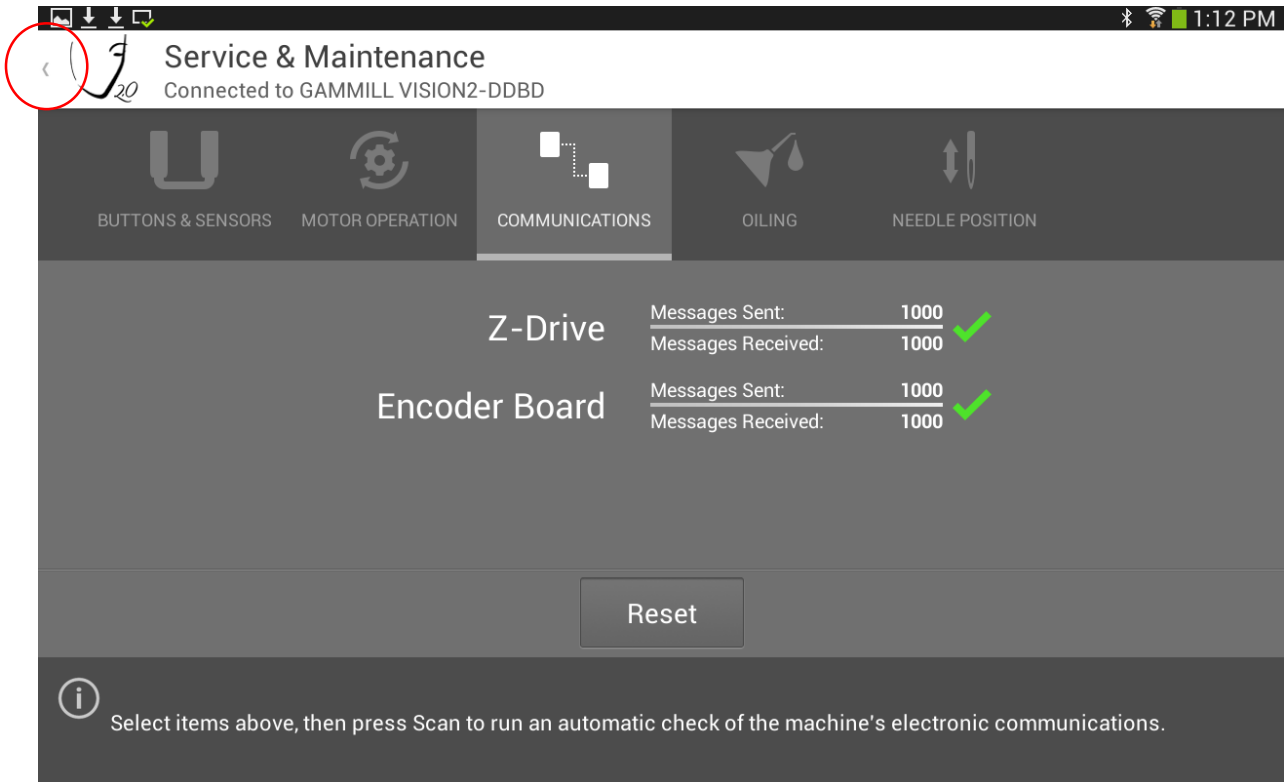 1:12 PM
Service & Maintenance
2.0
Connected to GAMMILL VISION2-DDBD
BUTTONS & SENSORS MOTOR OPERATION COMMUNICATIONS OILING NEEDLE POSITION
Z-Drive
Messages Sent: 1000
Messages Received: 1000
Encoder Board
Messages Sent: 1000
Messages Received: 1000
Reset
Select items above, then press Scan to run an automatic check of the machine's electronic communications.